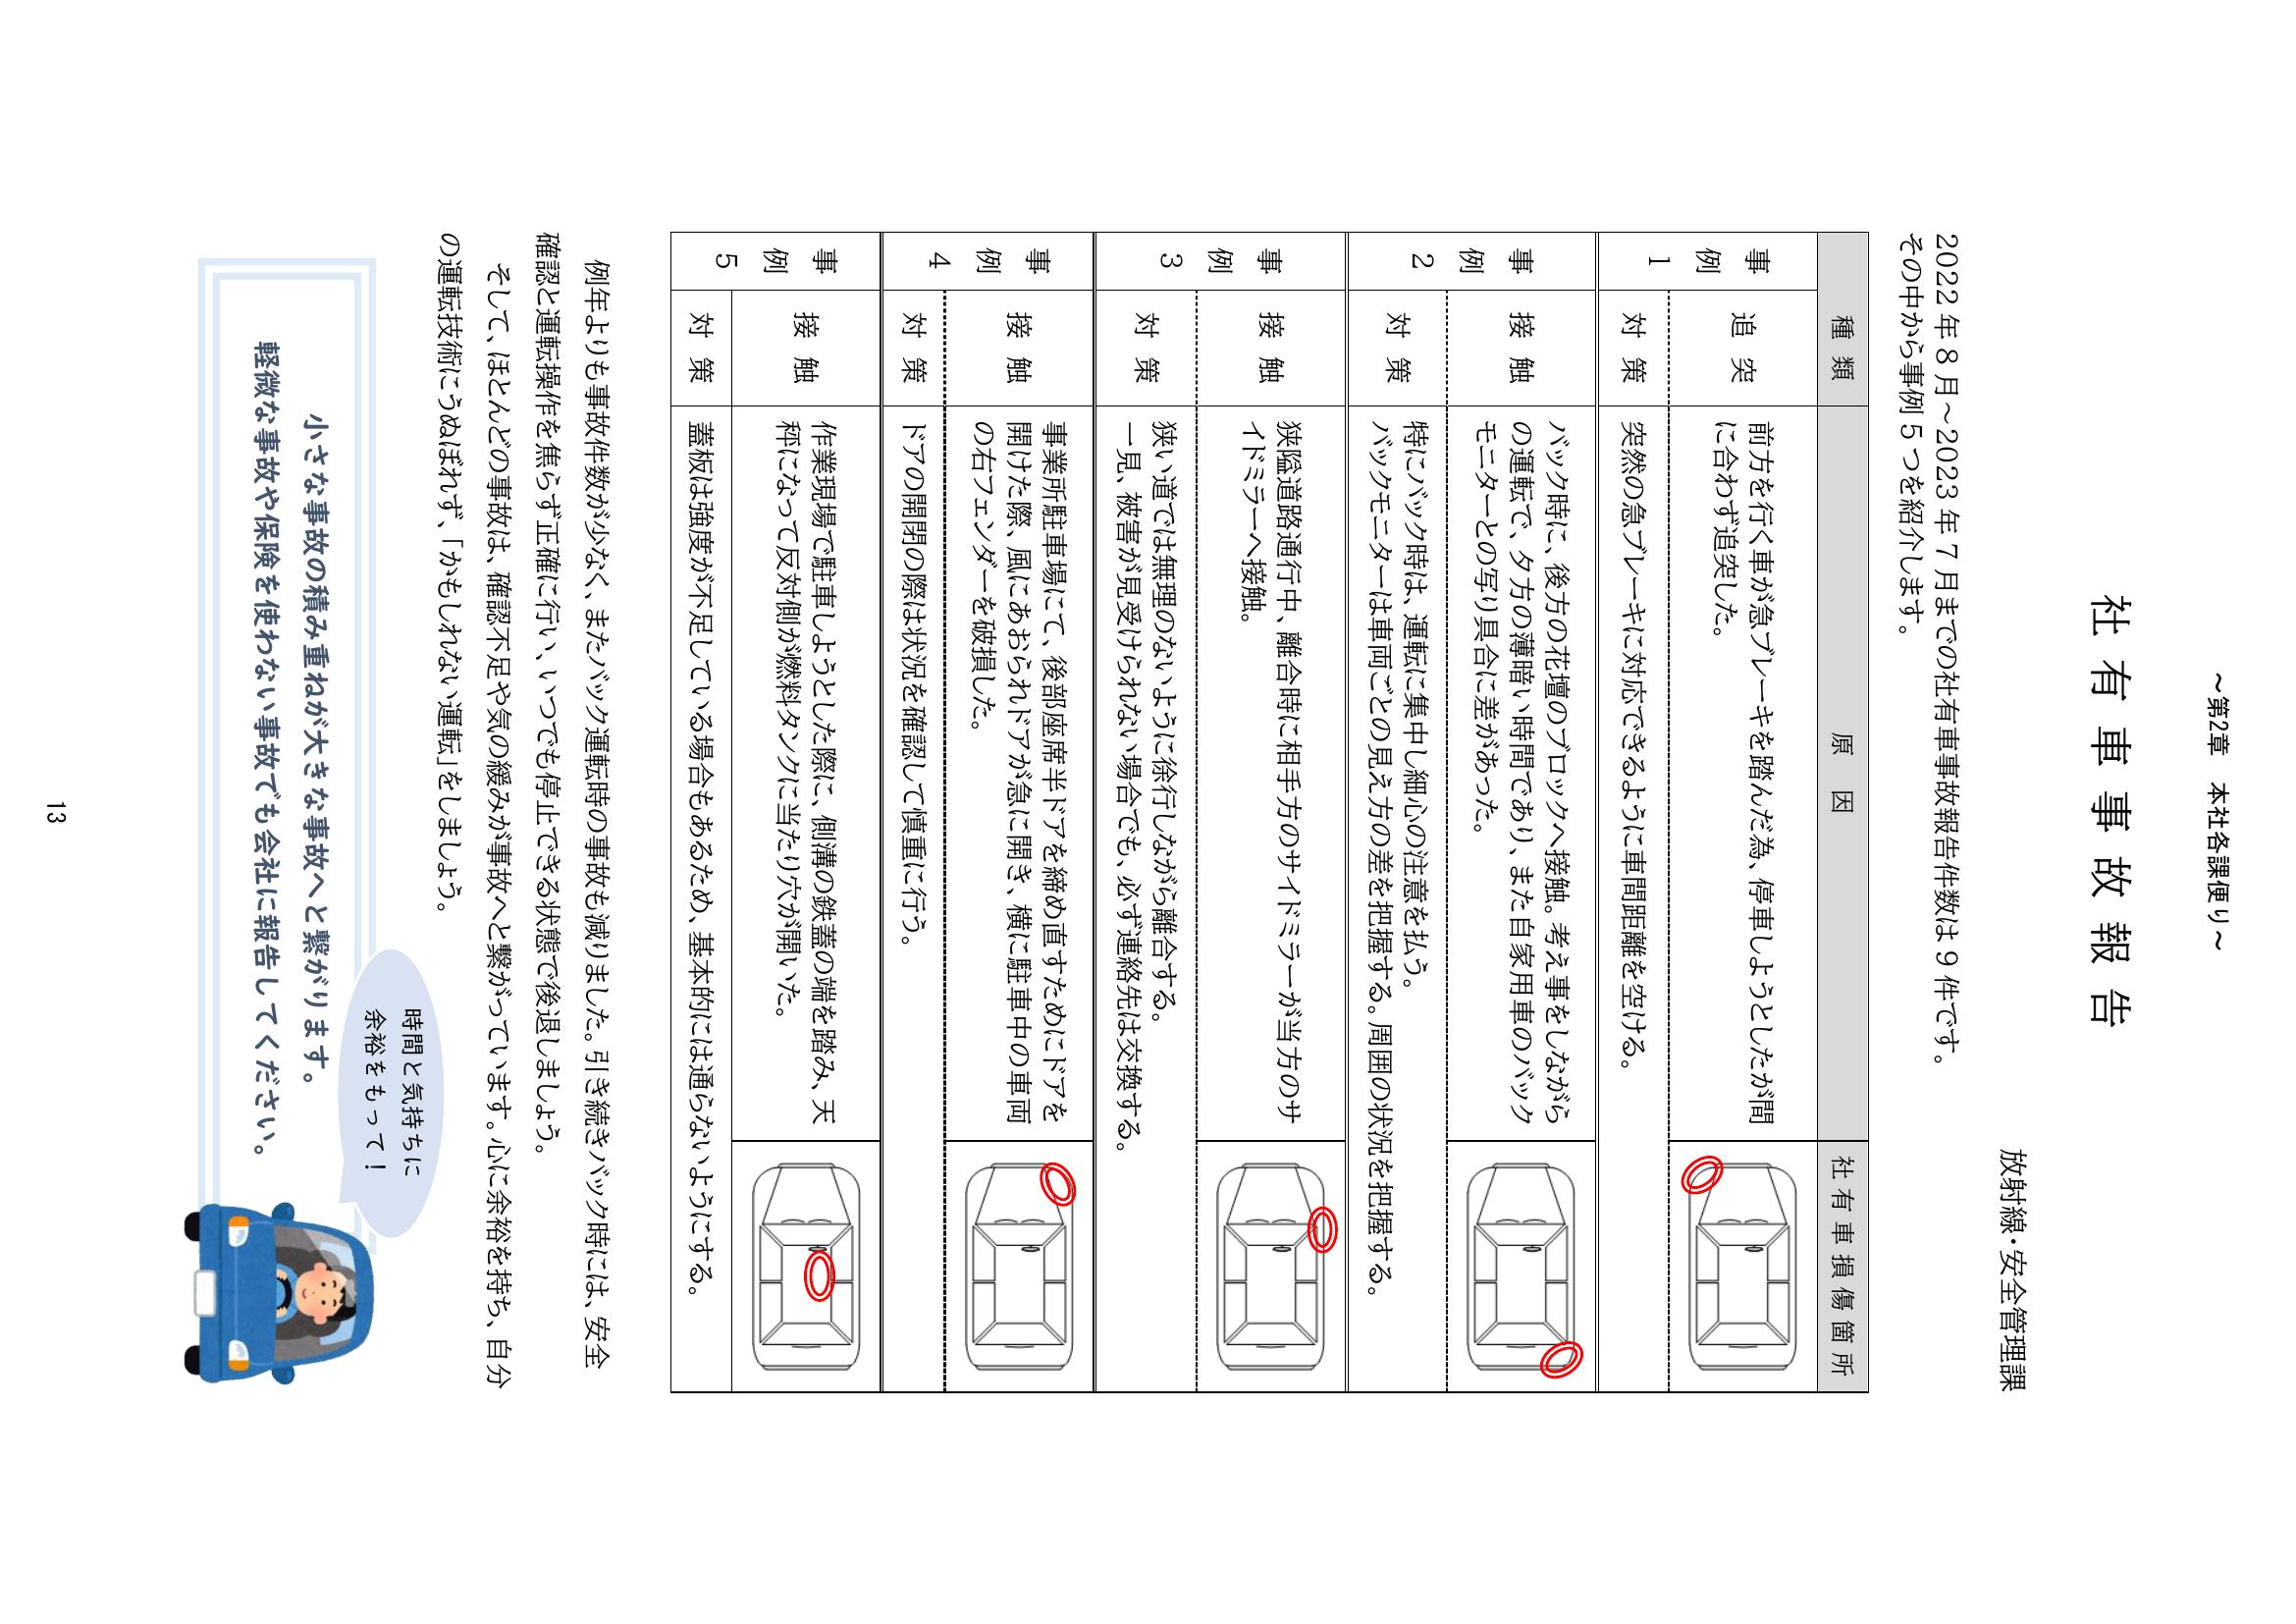 ～第2章　本社各課便り～
社有車事故報告
放射線・安全管理課
2022年8月～2023年7月までの社有車事故報告件数は9件です。
その中から事例5つを紹介します。
種類
原因
社有車損傷箇所
事例1
追突
前方を行く車が急ブレーキを踏んだ為、停車しようとしたが間
に合わず追突した。
対策
突然の急ブレーキに対応できるように車間距離を空ける。
事例2
接触
バック時に、後方の花壇のブロックへ接触。考え事をしながら
の運転で、夕方の薄暗い時間であり、また自家用車のバック
モニターとの写り具合に差があった。
対策
特にバック時は、運転に集中し細心の注意を払う。
バックモニターは車両ごとの見え方の差を把握する。周囲の状況を把握する。
事例3
接触
狭隘道路通行中、離合時に相手方のサイドミラーが当方のサ
イドミラーへ接触。
対策
狭い道では無理のないように徐行しながら離合する。
一見、被害が見受けられない場合でも、必ず連絡先は交換する。
事例4
接触
事業所駐車場にて、後部座席半ドアを締め直すためにドアを
開けた際、風にあおられドアが急に開き、横に駐車中の車両
の右フェンダーを破損した。
対策
ドアの開閉の際は状況を確認して慎重に行う。
事例5
接触
作業現場で駐車しようとした際に、側溝の鉄蓋の端を踏み、天
秤になって反対側が燃料タンクに当たり穴が開いた。
対策
蓋板は強度が不足している場合もあるため、基本的には通らないようにする。
例年よりも事故件数が少なく、またバック運転時の事故も減りました。引き続きバック時には、安全
確認と運転操作を焦らず正確に行い、いつでも停止できる状態で後退しましょう。
そして、ほとんどの事故は、確認不足や気の緩みが事故へと繋がっています。心に余裕を持ち、自分
の運転技術にうぬぼれず、「かもしれない運転」をしましょう。
時間と気持ちに
余裕をもって！
小さな事故の積み重ねが大きな事故へと繋がります。
軽微な事故や保険を使わない事故でも会社に報告してください。
13